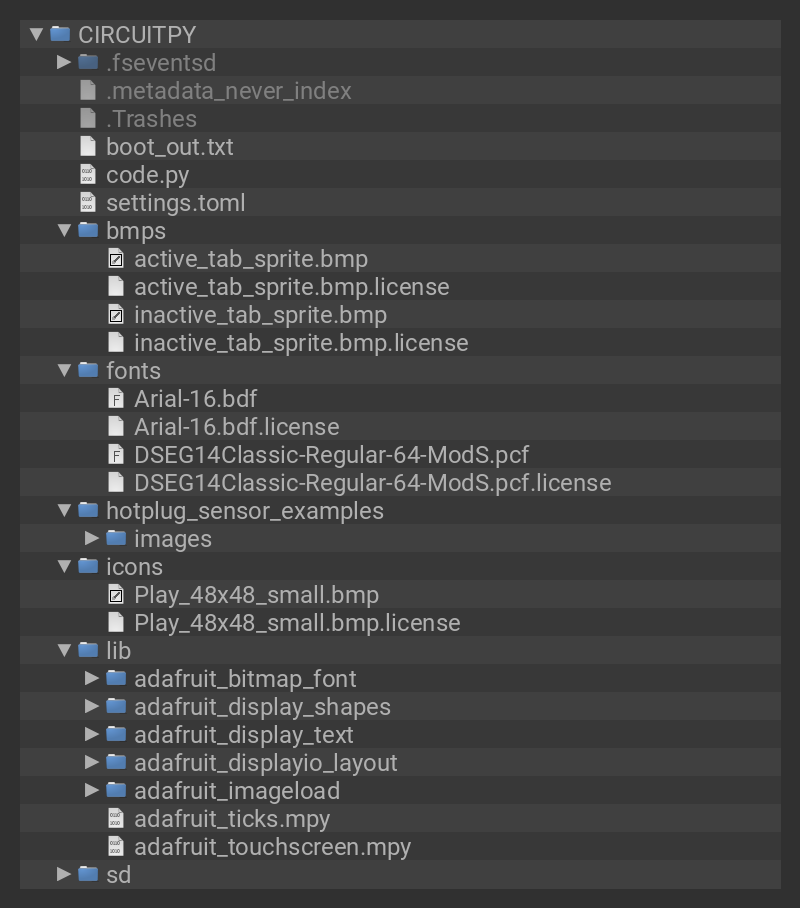 CIRCUITPY
.fseventsd
.metadata_never_index
.Trashes
boot_out.txt
code.py
settings.toml
bmps
active_tab_sprite.bmp
active_tab_sprite.bmp.license
inactive_tab_sprite.bmp
inactive_tab_sprite.bmp.license
fonts
Arial-16.bdf
Arial-16.bdf.license
DSEG14Classic-Regular-64-ModS.pcf
DSEG14Classic-Regular-64-ModS.pcf.license
hotplug_sensor_examples
images
icons
Play_48x48_small.bmp
Play_48x48_small.bmp.license
lib
adafruit_bitmap_font
adafruit_display_shapes
adafruit_display_text
adafruit_displayio_layout
adafruit_imageload
adafruit_ticks.mpy
adafruit_touchscreen.mpy
sd